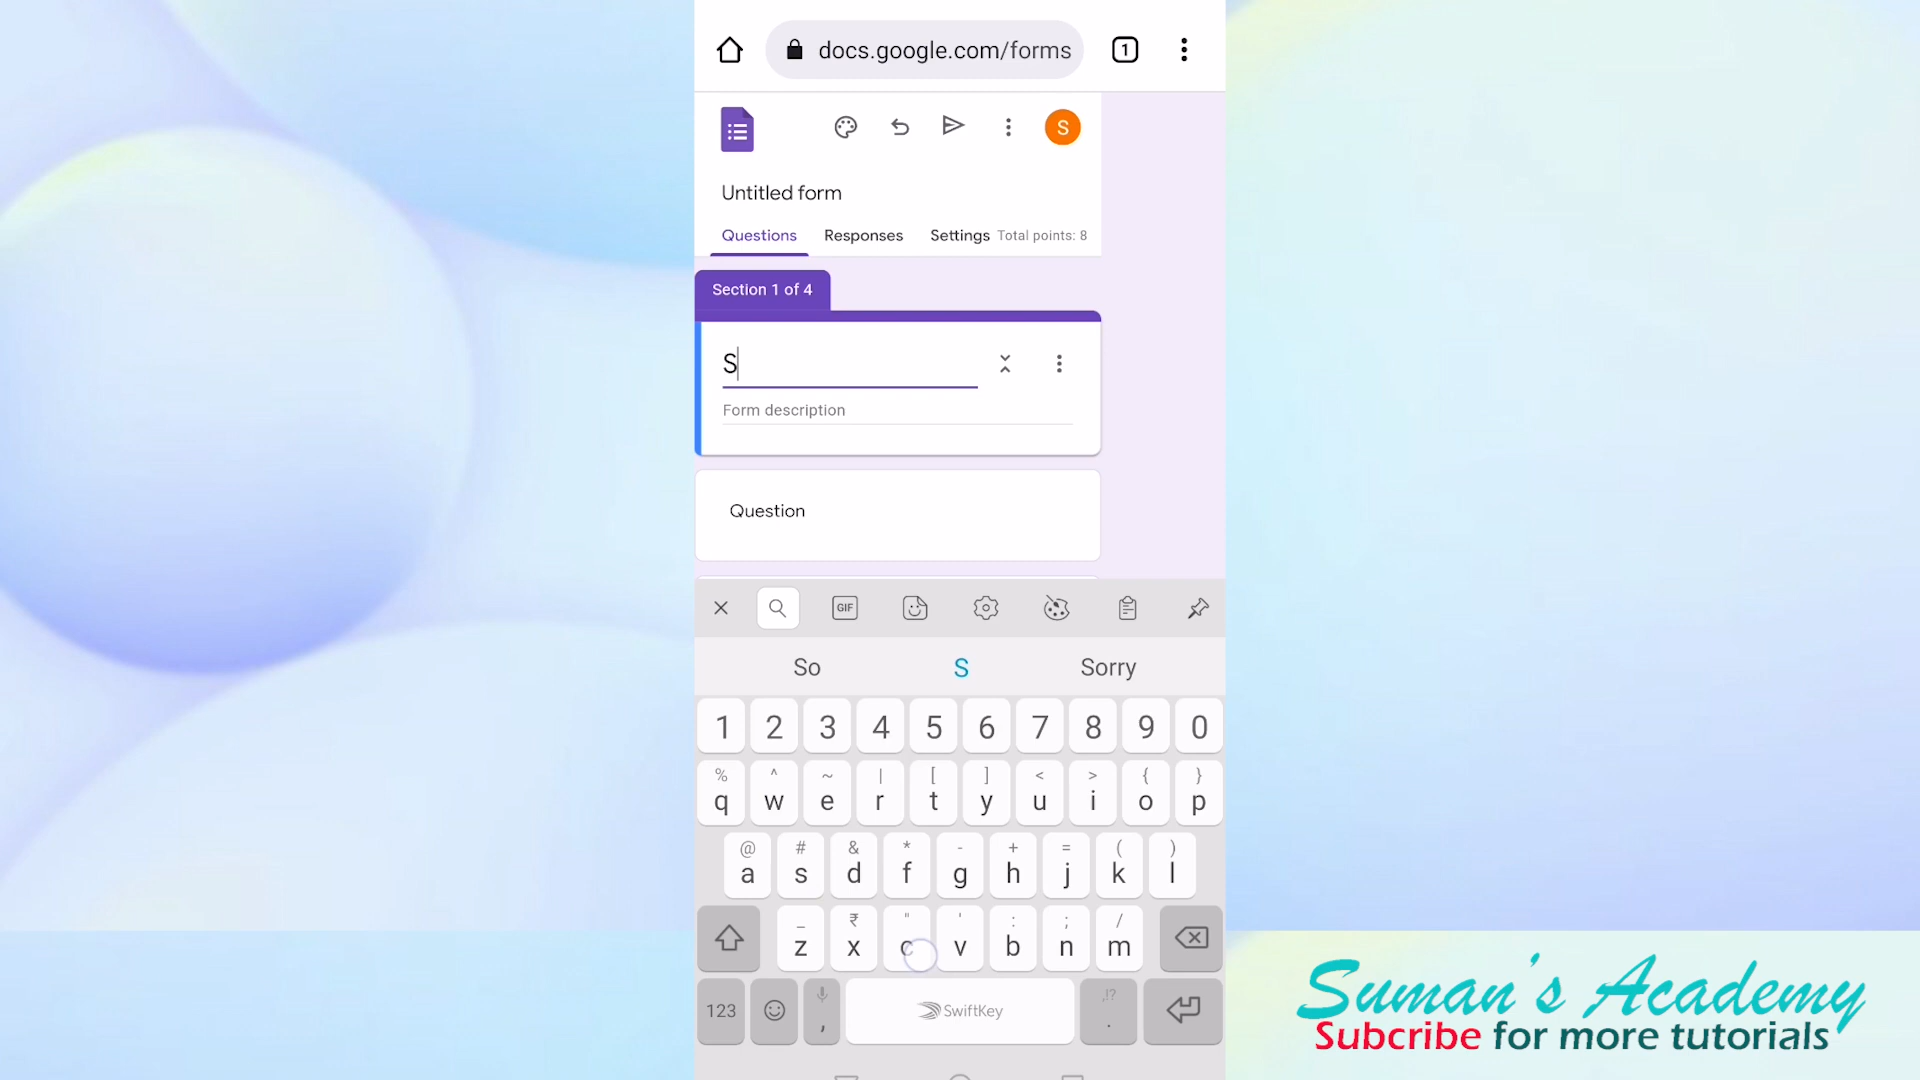 docs.google.com/forms
1
S
Untitled form
Questions Responses Settings Total points: 8
Section 1 of 4
S
Form description
Question
GIF
So S Sorry
1 2 3 4 5 6 7 8 9 0
% ^ ~ | [ ] < > { }
q w e r t y u i o p
@ # & * - + = ( )
a s d f g h j k l
_ ₹ " ' : ; /
z x c v b n m
123 , SwiftKey ,!? .
Suman's Academy
Subcribe for more tutorials